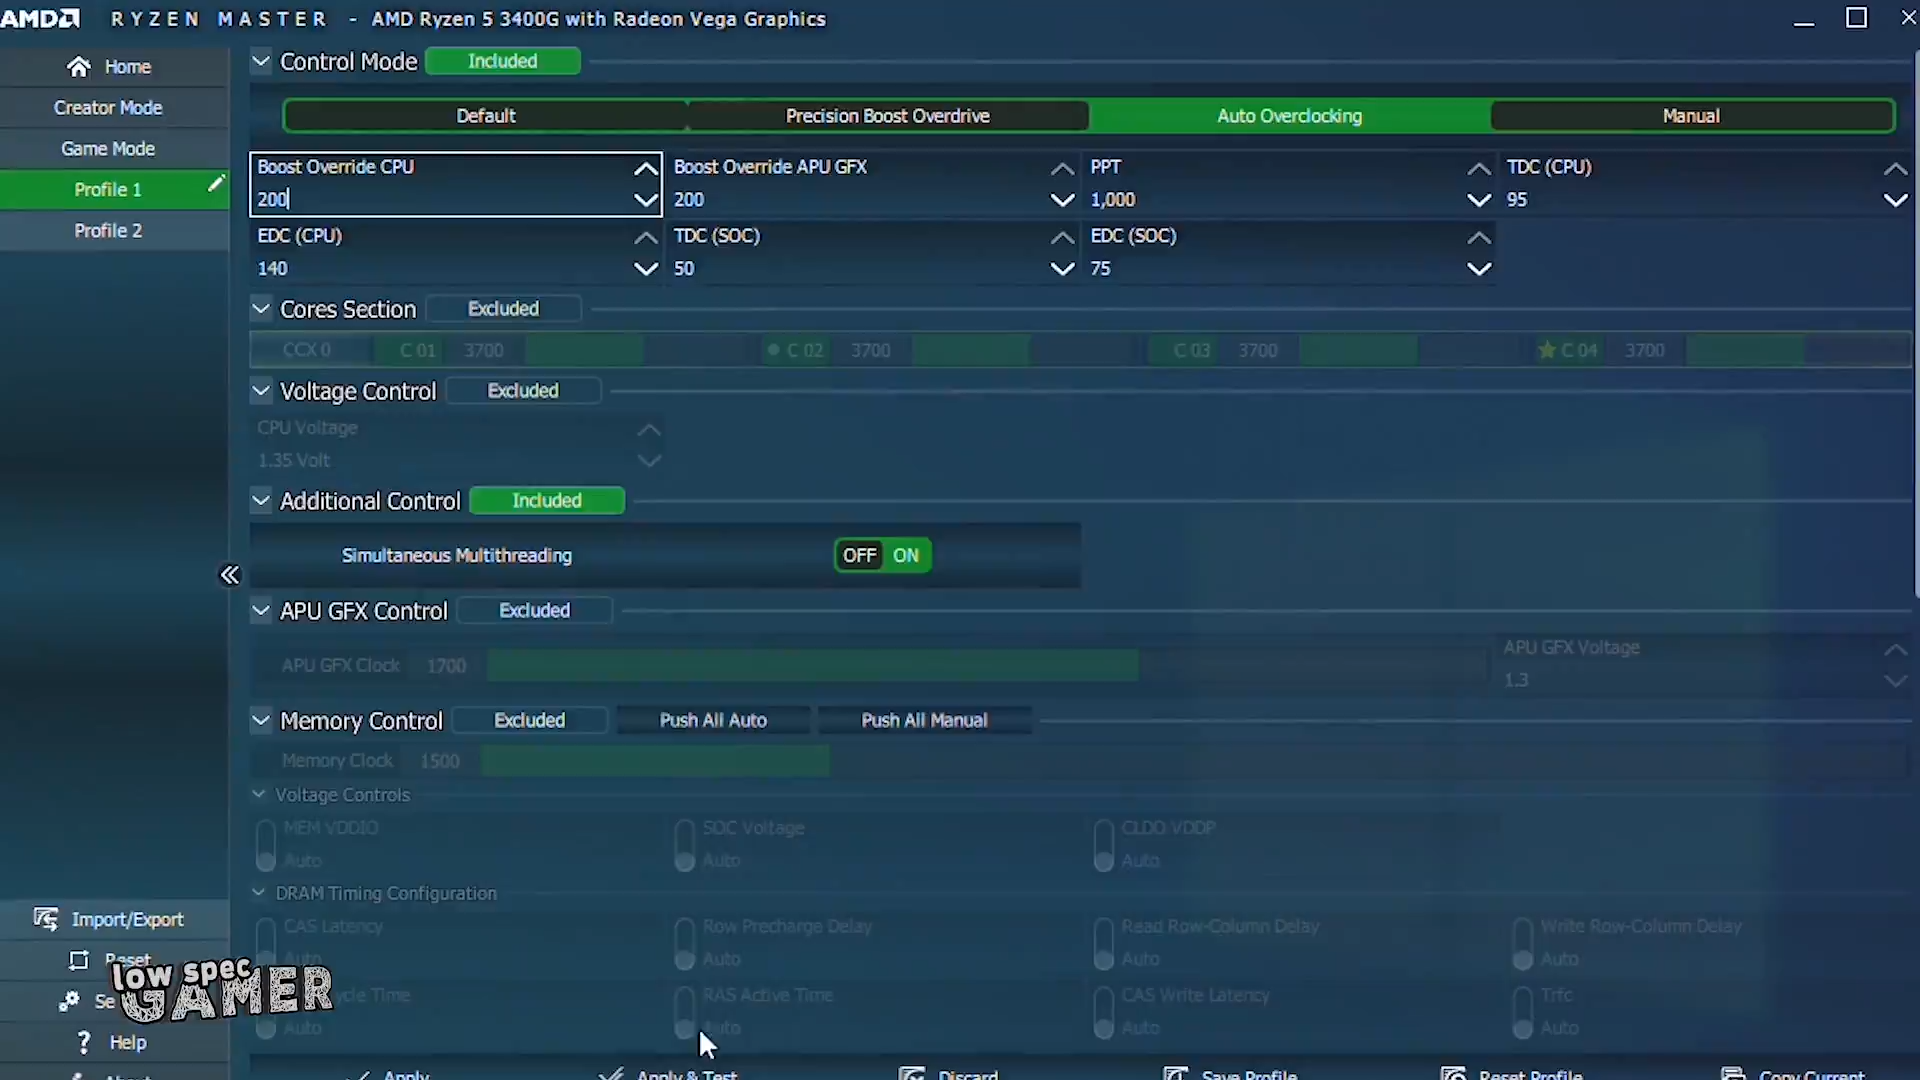 AMD RYZEN MASTER - AMD Ryzen 5 3400G with Radeon Vega Graphics
Home
Creator Mode
Game Mode
Profile 1
Profile 2
Control Mode Included
Default Precision Boost Overdrive Auto Overclocking Manual
Boost Override CPU Boost Override APU GFX PPT TDC (CPU)
200 200 1,000 95
EDC (CPU) TDC (SOC) EDC (SOC)
140 50 75
Cores Section Excluded
CCX 0 C 01 3700 C 02 3700 C 03 3700 C 04 3700
Voltage Control Excluded
CPU Voltage
1.35 Volt
Additional Control Included
Simultaneous Multithreading OFF ON
APU GFX Control Excluded
APU GFX Clock 1700 APU GFX Voltage
1.3
Memory Control Excluded Push All Auto Push All Manual
Memory Clock 1500
Voltage Controls
MEM VDDIO SOC Voltage CLDO VDDP
Auto Auto Auto
DRAM Timing Configuration
CAS Latency Row Precharge Delay Read Row-Column Delay Write Row-Column Delay
Auto Auto Auto
RAS Active Time CAS Write Latency Trfc
Auto Auto Auto Auto
Import/Export
Reset
Help
low spec
GAMER
Apply Apply & Test Discard Save Profile Reset Profile Copy Current